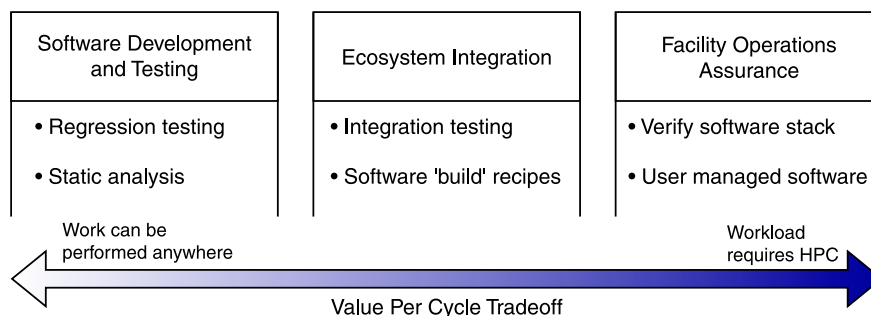 Software Development
and Testing
• Regression testing
• Static analysis
Ecosystem Integration
• Integration testing
• Software 'build' recipes
Facility Operations
Assurance
• Verify software stack
• User managed software
Work can be
performed anywhere
Workload
requires HPC
Value Per Cycle Tradeoff